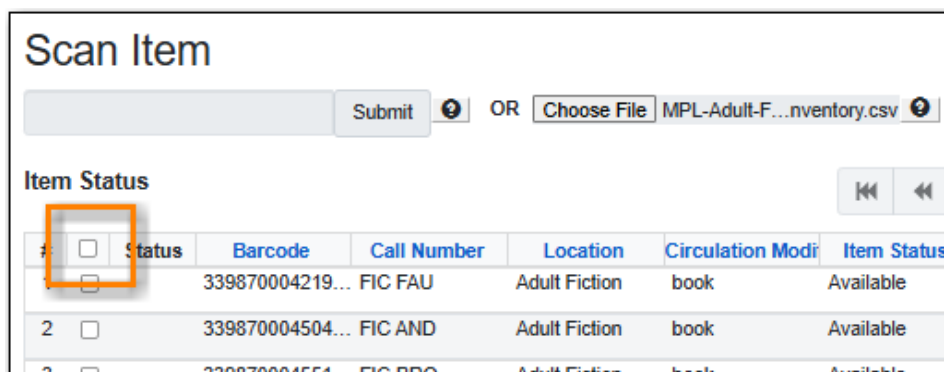 Scan Item
Submit ? OR Choose File MPL-Adult-F...nventory.csv ?
Item Status
# Status Barcode Call Number Location Circulation Modif Item Status
1 339870004219... FIC FAU Adult Fiction book Available
2 339870004504... FIC AND Adult Fiction book Available